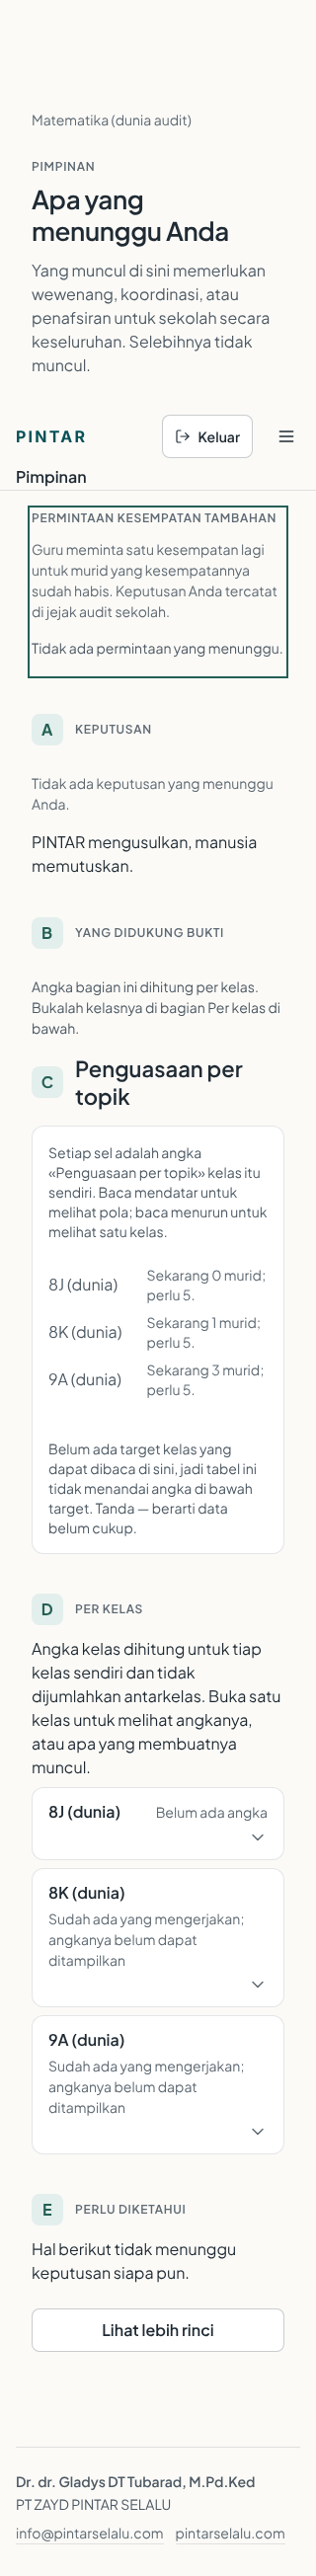 Matematika (dunia audit)
PIMPINAN
Apa yang
menunggu Anda
Yang muncul di sini memerlukan
wewenang, koordinasi, atau
penafsiran untuk sekolah secara
keseluruhan. Selebihnya tidak
muncul.
PINTAR
Keluar
Pimpinan
PERMINTAAN KESEMPATAN TAMBAHAN
Guru meminta satu kesempatan lagi
untuk murid yang kesempatannya
sudah habis. Keputusan Anda tercatat
di jejak audit sekolah.
Tidak ada permintaan yang menunggu.
A KEPUTUSAN
Tidak ada keputusan yang menunggu
Anda.
PINTAR mengusulkan, manusia
memutuskan.
B YANG DIDUKUNG BUKTI
Angka bagian ini dihitung per kelas.
Bukalah kelasnya di bagian Per kelas di
bawah.
C Penguasaan per
topik
Setiap sel adalah angka
«Penguasaan per topik» kelas itu
sendiri. Baca mendatar untuk
melihat pola; baca menurun untuk
melihat satu kelas.
8J (dunia) Sekarang 0 murid;
perlu 5.
8K (dunia) Sekarang 1 murid;
perlu 5.
9A (dunia) Sekarang 3 murid;
perlu 5.
Belum ada target kelas yang
dapat dibaca di sini, jadi tabel ini
tidak menandai angka di bawah
target. Tanda — berarti data
belum cukup.
D PER KELAS
Angka kelas dihitung untuk tiap
kelas sendiri dan tidak
dijumlahkan antarkelas. Buka satu
kelas untuk melihat angkanya,
atau apa yang membuatnya
muncul.
8J (dunia) Belum ada angka
8K (dunia)
Sudah ada yang mengerjakan;
angkanya belum dapat
ditampilkan
9A (dunia)
Sudah ada yang mengerjakan;
angkanya belum dapat
ditampilkan
E PERLU DIKETAHUI
Hal berikut tidak menunggu
keputusan siapa pun.
Lihat lebih rinci
Dr. dr. Gladys DT Tubarad, M.Pd.Ked
PT ZAYD PINTAR SELALU
info@pintarselalu.com pintarselalu.com